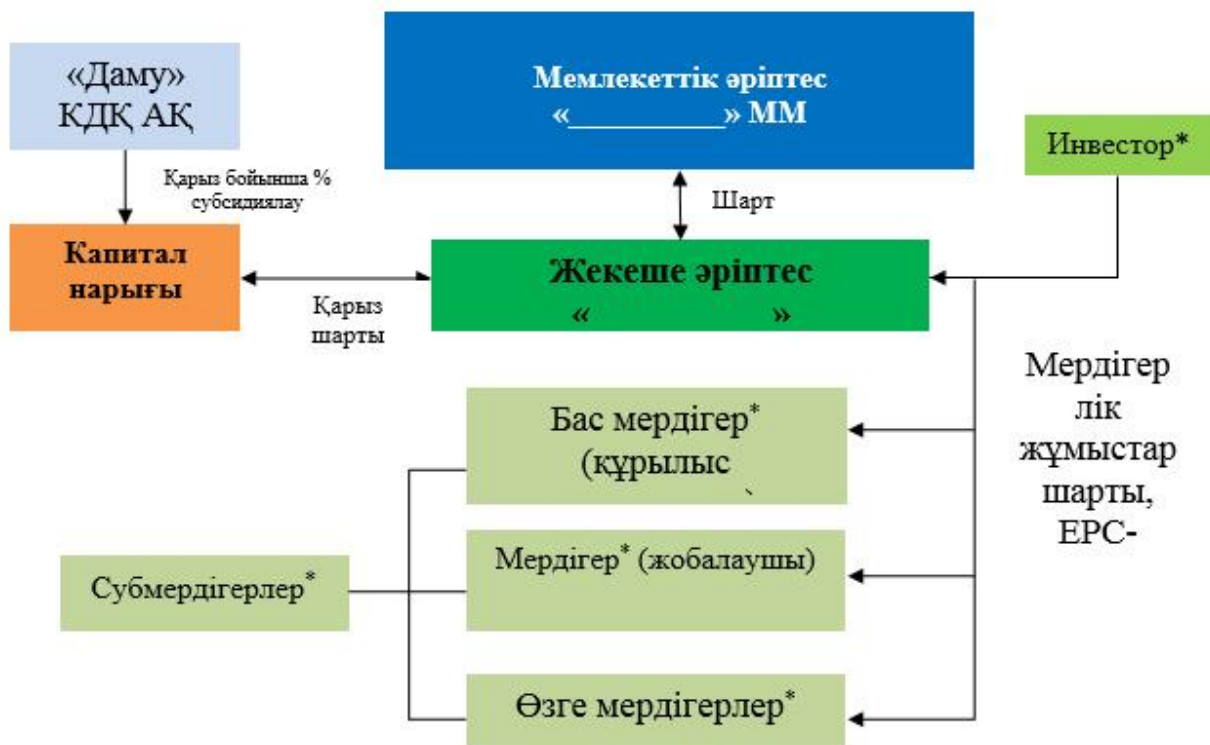 «Даму»
КДҚ АҚ
Мемлекеттік әріптес
«__________» ММ
Инвестор*
Қарыз бойынша %
субсидиялау
Шарт
Капитал
нарығы
Жекеше әріптес
« »
Қарыз
шарты
Мердігер
лік
жұмыстар
шарты,
EPC-
Бас мердігер*
(құрылыс
Мердігер* (жобалаушы)
Субмердігерлер*
Өзге мердігерлер*